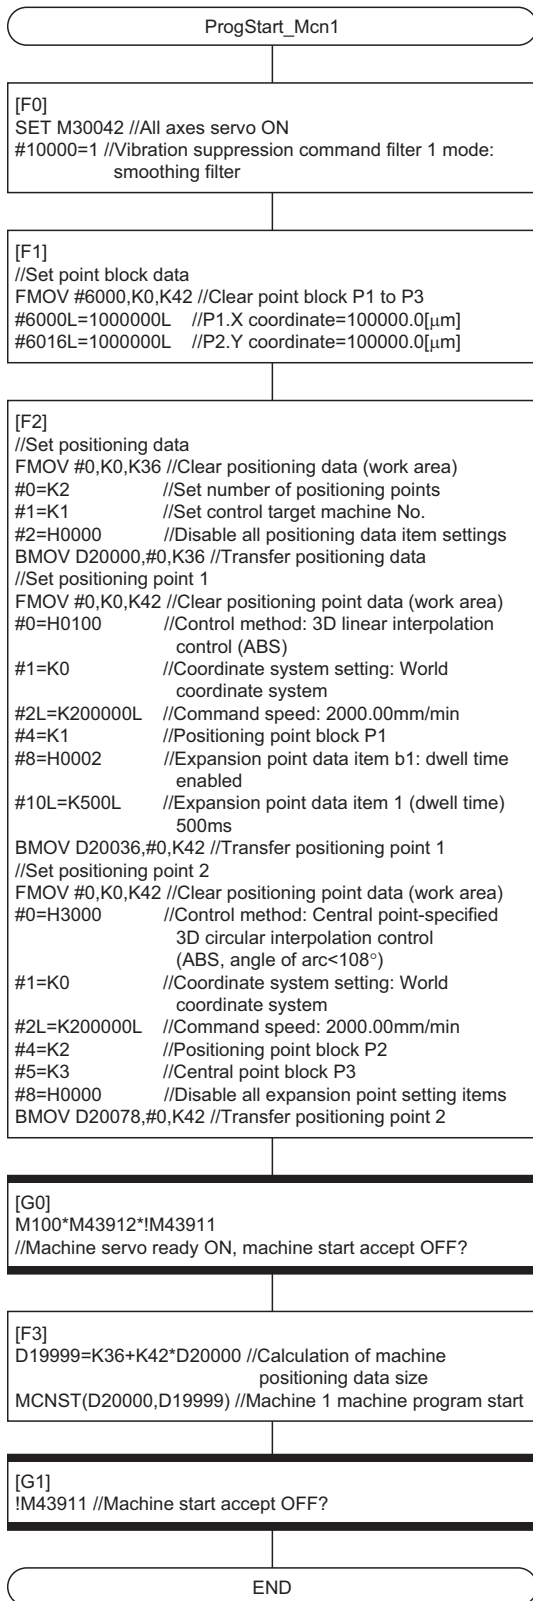 ProgStart_Mcn1
[F0]
SET M30042 //All axes servo ON
#10000=1 //Vibration suppression command filter 1 mode:
smoothing filter
[F1]
//Set point block data
FMOV #6000,K0,K42 //Clear point block P1 to P3
#6000L=1000000L //P1.X coordinate=100000.0[μm]
#6016L=1000000L //P2.Y coordinate=100000.0[μm]
[F2]
//Set positioning data
FMOV #0,K0,K36 //Clear positioning data (work area)
#0=K2 //Set number of positioning points
#1=K1 //Set control target machine No.
#2=H0000 //Disable all positioning data item settings
BMOV D20000,#0,K36 //Transfer positioning data
//Set positioning point 1
FMOV #0,K0,K42 //Clear positioning point data (work area)
#0=H0100 //Control method: 3D linear interpolation
control (ABS)
#1=K0 //Coordinate system setting: World
coordinate system
#2L=K200000L //Command speed: 2000.00mm/min
#4=K1 //Positioning point block P1
#8=H0002 //Expansion point data item b1: dwell time
enabled
#10L=K500L //Expansion point data item 1 (dwell time)
500ms
BMOV D20036,#0,K42 //Transfer positioning point 1
//Set positioning point 2
FMOV #0,K0,K42 //Clear positioning point data (work area)
#0=H3000 //Control method: Central point-specified
3D circular interpolation control
(ABS, angle of arc<108°)
#1=K0 //Coordinate system setting: World
coordinate system
#2L=K200000L //Command speed: 2000.00mm/min
#4=K2 //Positioning point block P2
#5=K3 //Central point block P3
#8=H0000 //Disable all expansion point setting items
BMOV D20078,#0,K42 //Transfer positioning point 2
[G0]
M100*M43912*!M43911
//Machine servo ready ON, machine start accept OFF?
[F3]
D19999=K36+K42*D20000 //Calculation of machine
positioning data size
MCNST(D20000,D19999) //Machine 1 machine program start
[G1]
!M43911 //Machine start accept OFF?
END